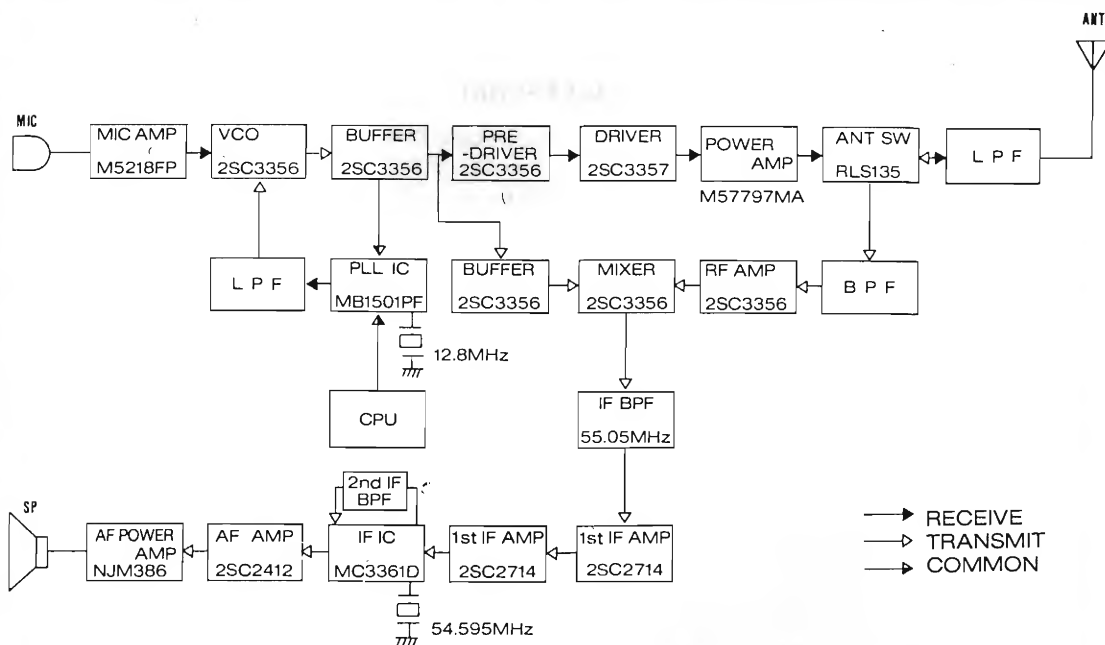 ANT
MIC
MIC AMP
M5218FP
VCO
2SC3356
BUFFER
2SC3356
PRE
-DRIVER
2SC3356
DRIVER
2SC3357
POWER
AMP
M57797MA
ANT SW
RLS135
L P F
L P F
PLL IC
MB1501PF
12.8MHz
BUFFER
2SC3356
MIXER
2SC3356
RF AMP
2SC3356
B P F
CPU
IF BPF
55.05MHz
2nd IF
BPF
SP
AF POWER
AMP
NJM386
AF AMP
2SC2412
IF IC
MC3361D
54.595MHz
1st IF AMP
2SC2714
1st IF AMP
2SC2714
RECEIVE
TRANSMIT
COMMON